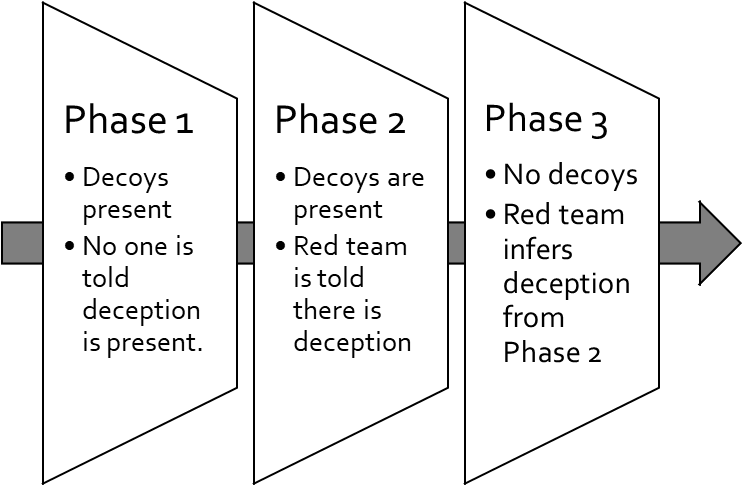 Phase 1
• Decoys
present
• No one is
told
deception
is present.
Phase 2
• Decoys are
present
• Red team
is told
there is
deception
Phase 3
• No decoys
• Red team
infers
deception
from
Phase 2